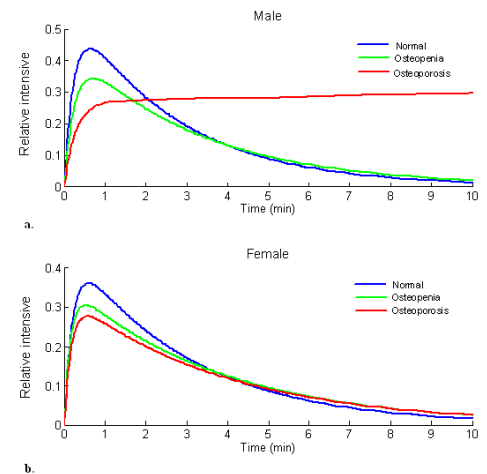 Male
0.5
0.4
0.3
0.2
0.1
0
Relative intensive
Normal
Osteopenia
Osteoporosis
0 1 2 3 4 5 6 7 8 9 10
Time (min)
a.
Female
0.4
0.3
0.2
0.1
0
Relative intensive
Normal
Osteopenia
Osteoporosis
0 1 2 3 4 5 6 7 8 9 10
Time (min)
b.